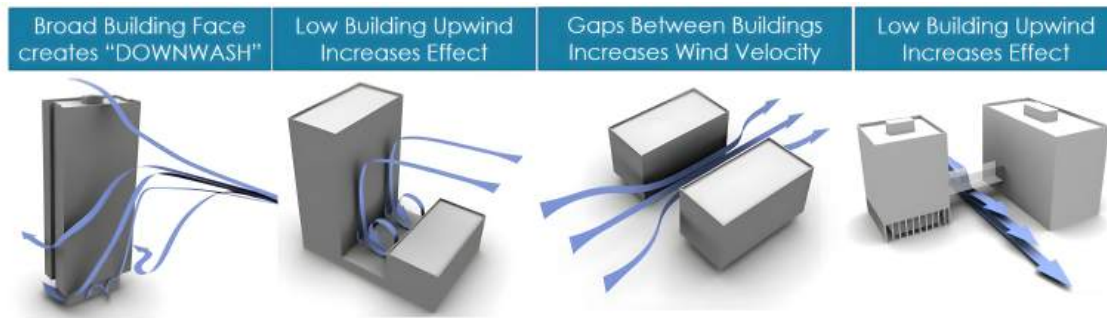 Broad Building Face
creates “DOWNWASH”
Low Building Upwind
Increases Effect
Gaps Between Buildings
Increases Wind Velocity
Low Building Upwind
Increases Effect